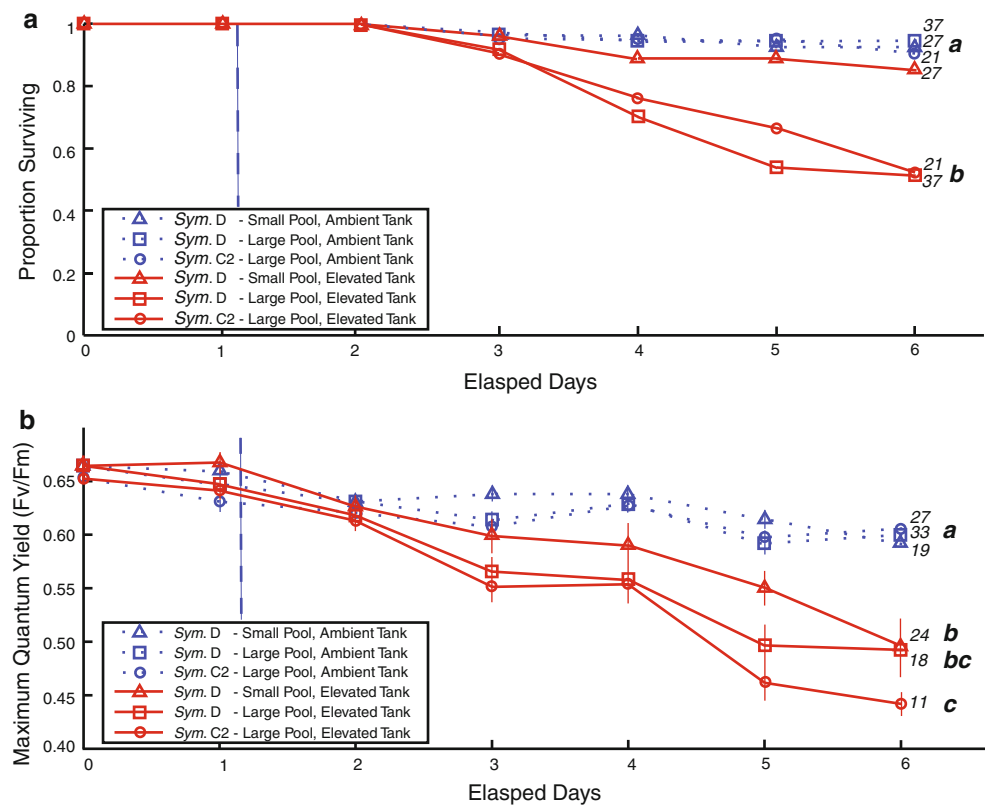 a
Proportion Surviving
1
0.8
0.6
0.4
0.2
0
37
27 a
21
27
21
37 b
Sym. D - Small Pool, Ambient Tank
Sym. D - Large Pool, Ambient Tank
Sym. C2 - Large Pool, Ambient Tank
Sym. D - Small Pool, Elevated Tank
Sym. D - Large Pool, Elevated Tank
Sym. C2 - Large Pool, Elevated Tank
0 1 2 3 4 5 6
Elasped Days
b
Maximum Quantum Yield (Fv/Fm)
0.65
0.60
0.55
0.50
0.45
0.40
27
33 a
19
24 b
18 bc
11 c
Sym. D - Small Pool, Ambient Tank
Sym. D - Large Pool, Ambient Tank
Sym. C2 - Large Pool, Ambient Tank
Sym. D - Small Pool, Elevated Tank
Sym. D - Large Pool, Elevated Tank
Sym. C2 - Large Pool, Elevated Tank
0 1 2 3 4 5 6
Elasped Days